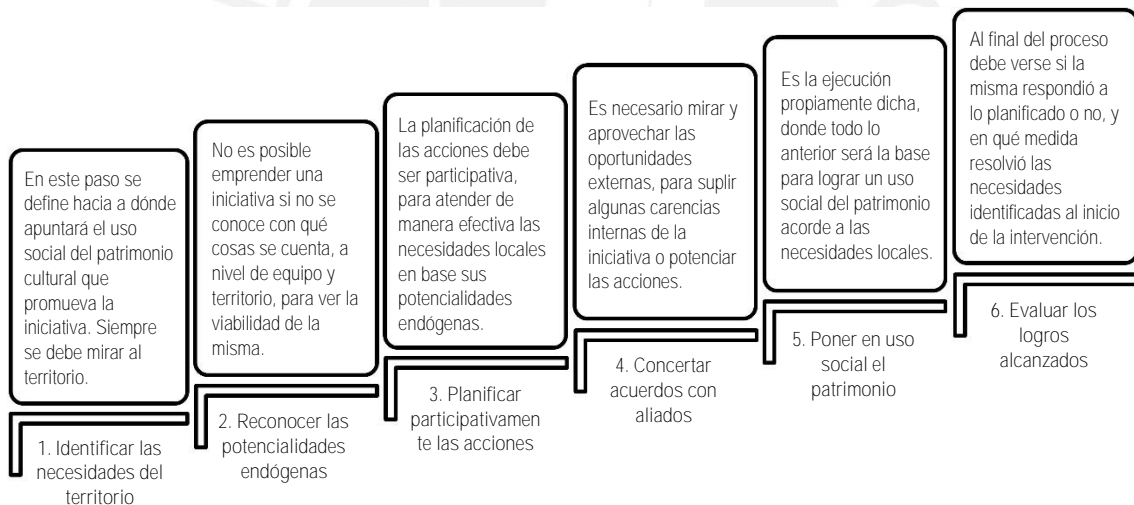 En este paso se
define hacia a dónde
apuntará el uso
social del patrimonio
cultural que
promueva la
iniciativa. Siempre
se debe mirar al
territorio.
1. Identificar las
necesidades del
territorio
No es posible
emprender una
iniciativa si no se
conoce con qué
cosas se cuenta, a
nivel de equipo y
territorio, para ver la
viabilidad de la
misma.
2. Reconocer las
potencialidades
endógenas
La planificación de
las acciones debe
ser participativa,
para atender de
manera efectiva las
necesidades locales
en base sus
potencialidades
endógenas.
3. Planificar
participativamen
te las acciones
Es necesario mirar y
aprovechar las
oportunidades
externas, para suplir
algunas carencias
internas de la
iniciativa o potenciar
las acciones.
4. Concertar
acuerdos con
aliados
Es la ejecución
propiamente dicha,
donde todo lo
anterior será la base
para lograr un uso
social del patrimonio
acorde a las
necesidades locales.
5. Poner en uso
social el
patrimonio
Al final del proceso
debe verse si la
misma respondió a
lo planificado o no, y
en qué medida
resolvió las
necesidades
identificadas al inicio
de la intervención.
6. Evaluar los
logros
alcanzados